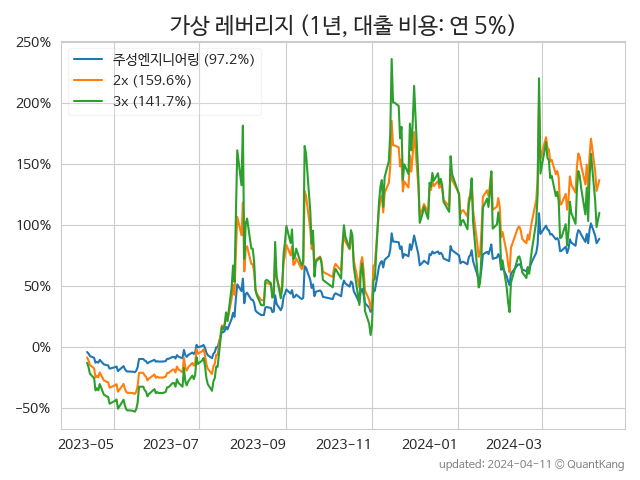 가상 레버리지 (1년, 대출 비용: 연 5%)
250%
200%
150%
100%
50%
0%
−50%
주성엔지니어링 (97.2%)
2x (159.6%)
3x (141.7%)
2023-05 2023-07 2023-09 2023-11 2024-01 2024-03
updated: 2024-04-11 © QuantKang